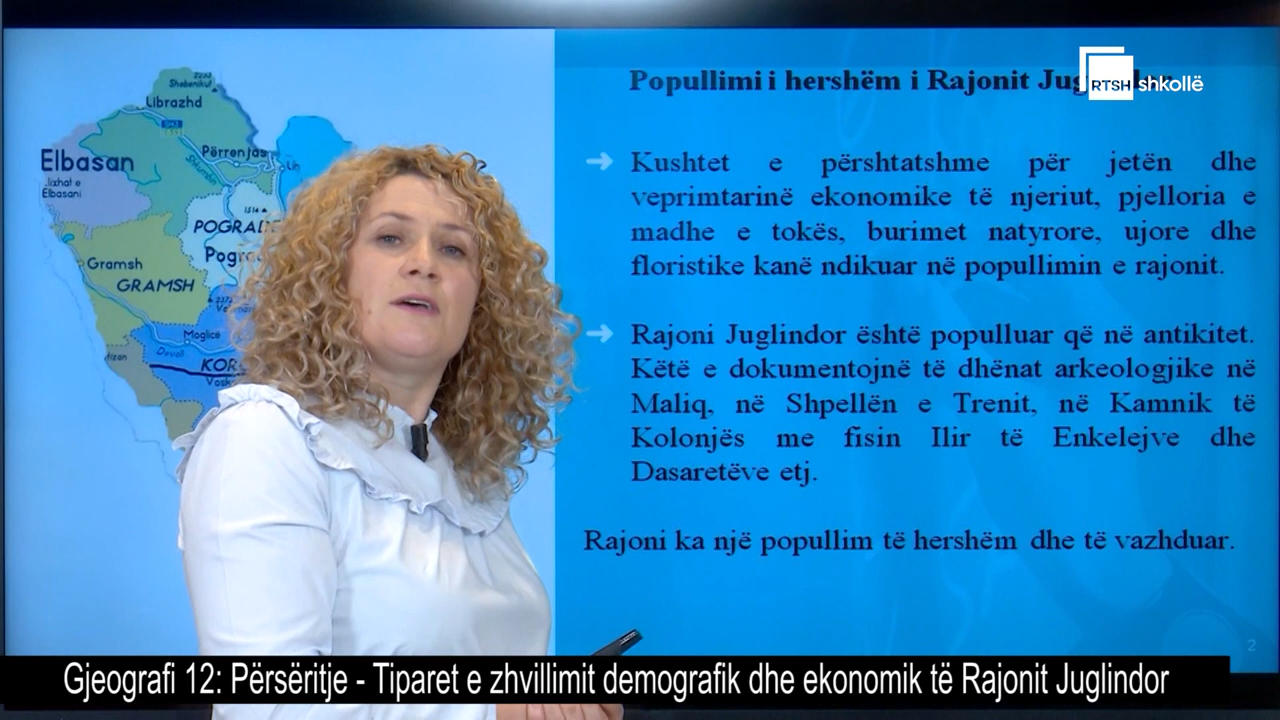 Popullimi i hershëm i Rajonit
RTSH shkollë
Kushtet e përshtatshme për jetën dhe
veprimtarinë ekonomike të njeriut, pjelloria e
madhe e tokës, burimet natyrore, ujore dhe
floristike kanë ndikuar në popullimin e rajonit.
Rajoni Juglindor është populluar që në antikitet.
Këtë e dokumentojnë të dhënat arkeologjike në
Maliq, në Shpellën e Trenit, në Kamnik të
Kolonjës me fisin Ilir të Enkelejve dhe
Dasaretëve etj.
Rajoni ka një popullim të hershëm dhe të vazhduar.
2
Librazhd
Elbasan
Përrenjas
Gramsh
GRAMSH
Moglicë
Devoll
Gjeografi 12: Përsëritje - Tiparet e zhvillimit demografik dhe ekonomik të Rajonit Juglindor